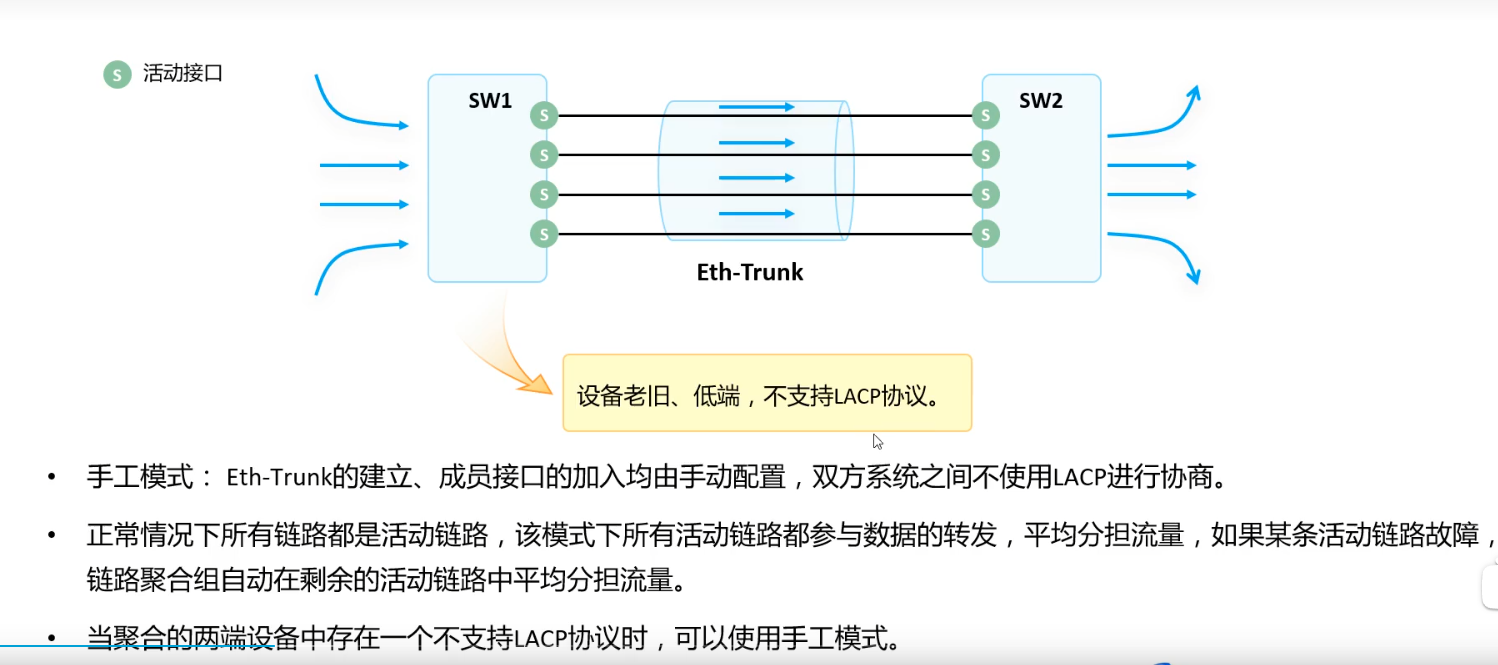 S 活动接口
SW1
SW2
S
S
S
S
S
S
S
S
Eth-Trunk
设备老旧、低端，不支持LACP协议。
• 手工模式： Eth-Trunk的建立、成员接口的加入均由手动配置，双方系统之间不使用LACP进行协商。
• 正常情况下所有链路都是活动链路，该模式下所有活动链路都参与数据的转发，平均分担流量，如果某条活动链路故障，
链路聚合组自动在剩余的活动链路中平均分担流量。
• 当聚合的两端设备中存在一个不支持LACP协议时，可以使用手工模式。